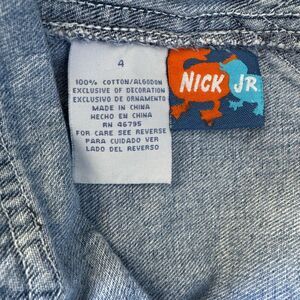 4
100% COTTON/ALGODON
EXCLUSIVE OF DECORATION
EXCLUSIVO DE ORNAMENTO
MADE IN CHINA
HECHO EN CHINA
RN 46795
FOR CARE SEE REVERSE
PARA CUIDADO VER
LADO DEL REVERSO
NICK JR.